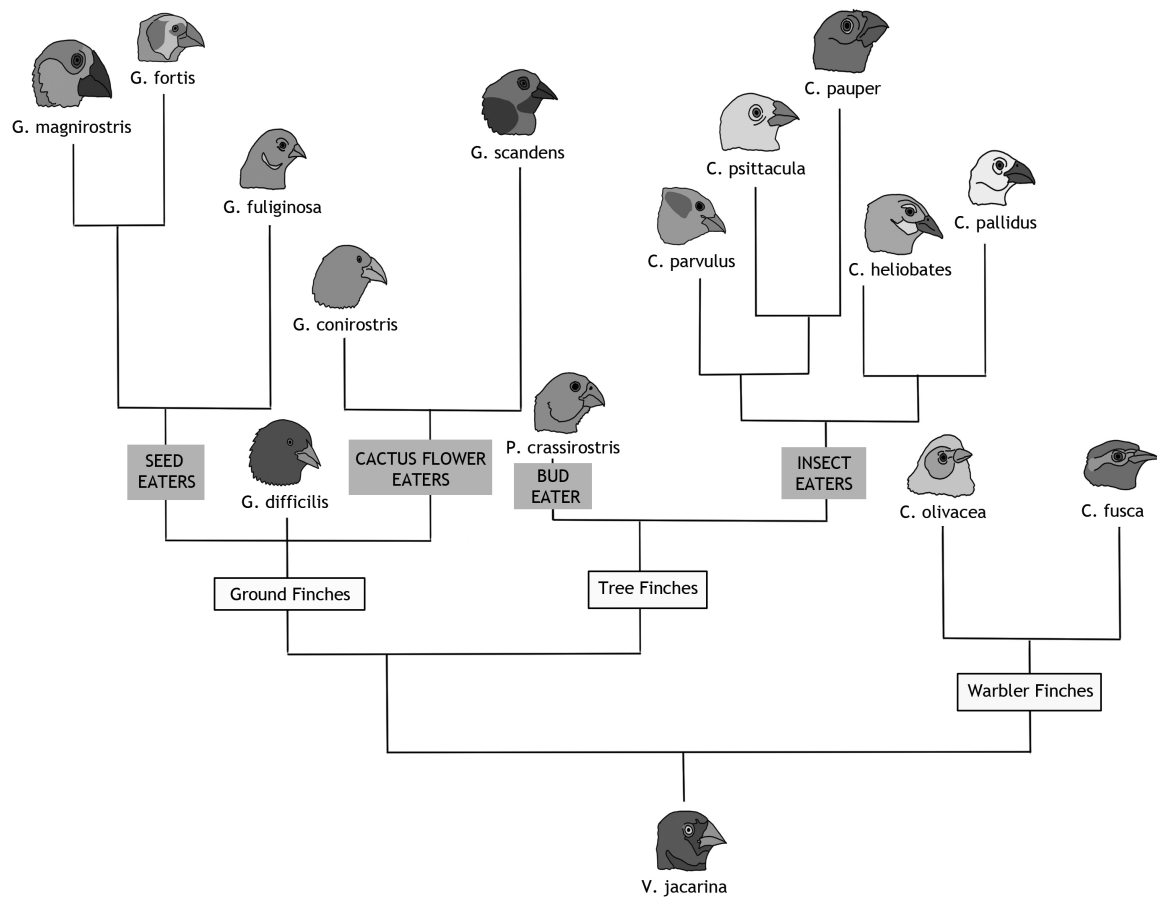 G. fortis
G. magnirostris
C. pauper
G. scandens
C. psittacula
G. fuliginosa
C. pallidus
C. parvulus
C. heliobates
G. conirostris
P. crassirostris
SEED
EATERS
CACTUS FLOWER
EATERS
BUD
EATER
INSECT
EATERS
G. difficilis
C. olivacea
C. fusca
Ground Finches
Tree Finches
Warbler Finches
V. jacarina